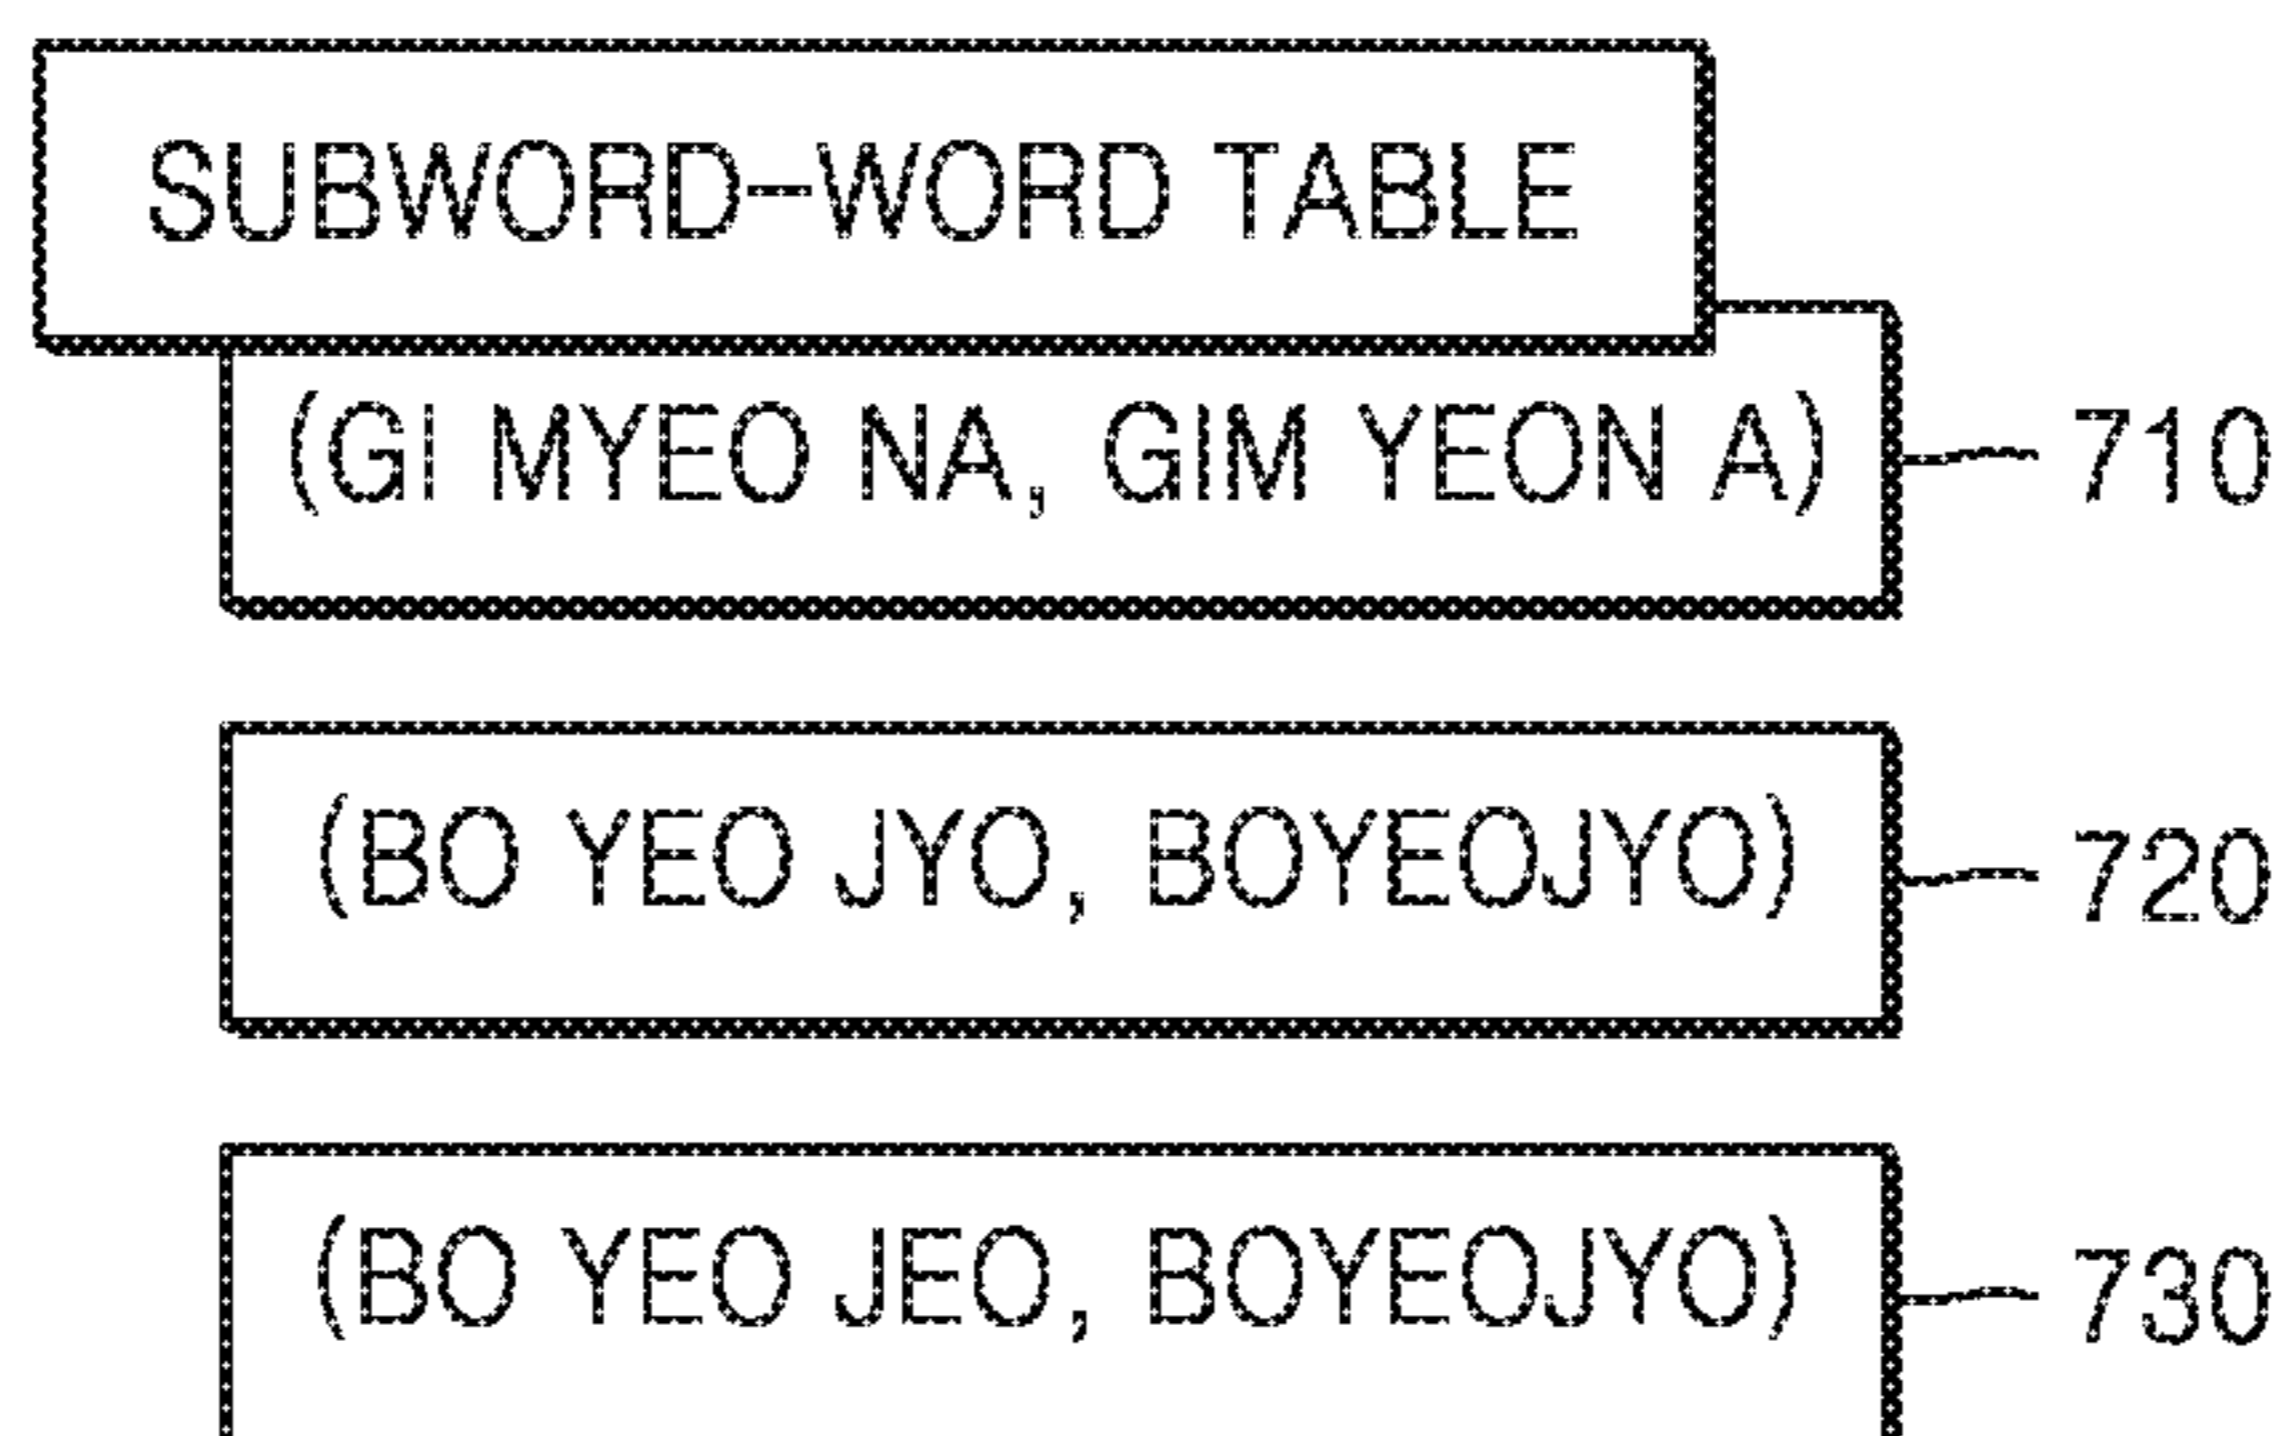 SUBWORD-WORD TABLE
(GI MYEO NA, GIM YEON A)
710
(BO YEO JYO, BOYEOJYO)
720
(BO YEO JEO, BOYEOJYO)
730